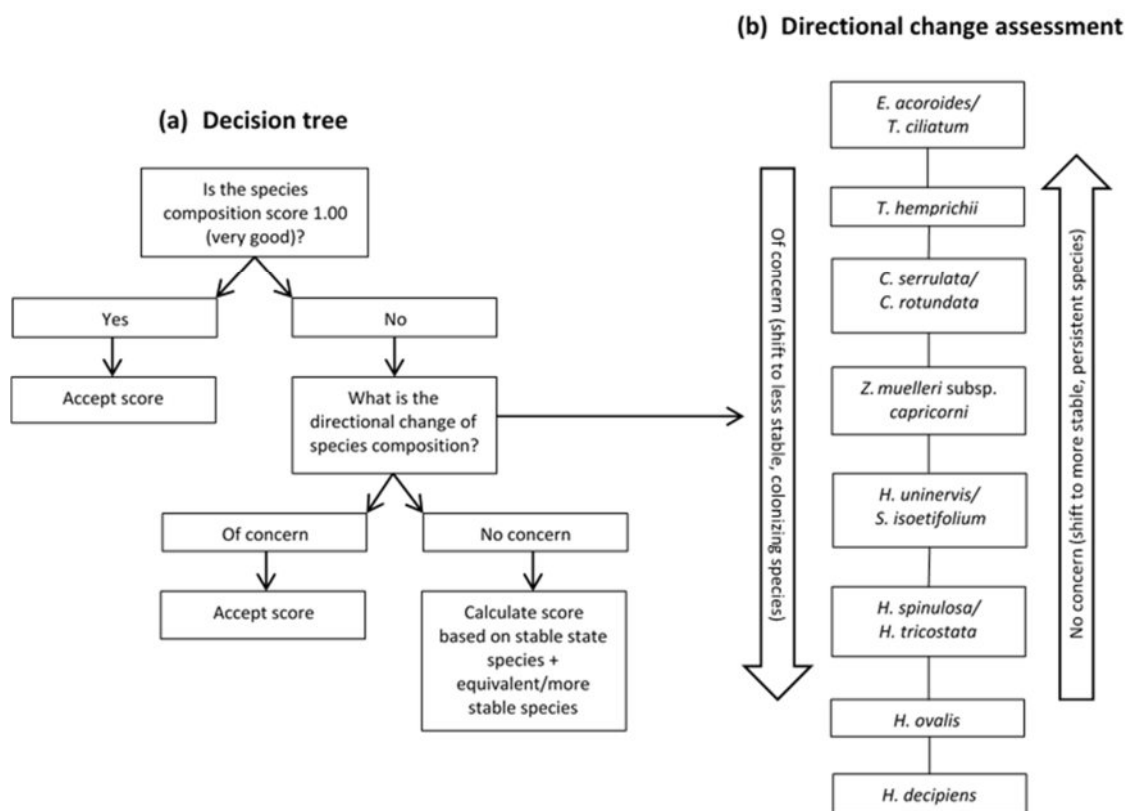 (a) Decision tree
Is the species
composition score 1.00
(very good)?
Yes
No
Accept score
What is the
directional change of
species composition?
Of concern
No concern
Accept score
Calculate score
based on stable state
species +
equivalent/more
stable species
(b) Directional change assessment
Of concern (shift to less stable, colonizing species)
E. acoroides/
T. ciliatum
T. hemprichii
C. serrulata/
C. rotundata
Z. muelleri subsp.
capricorni
H. uninervis/
S. isoetifolium
H. spinulosa/
H. tricostata
H. ovalis
H. decipiens
No concern (shift to more stable, persistent species)